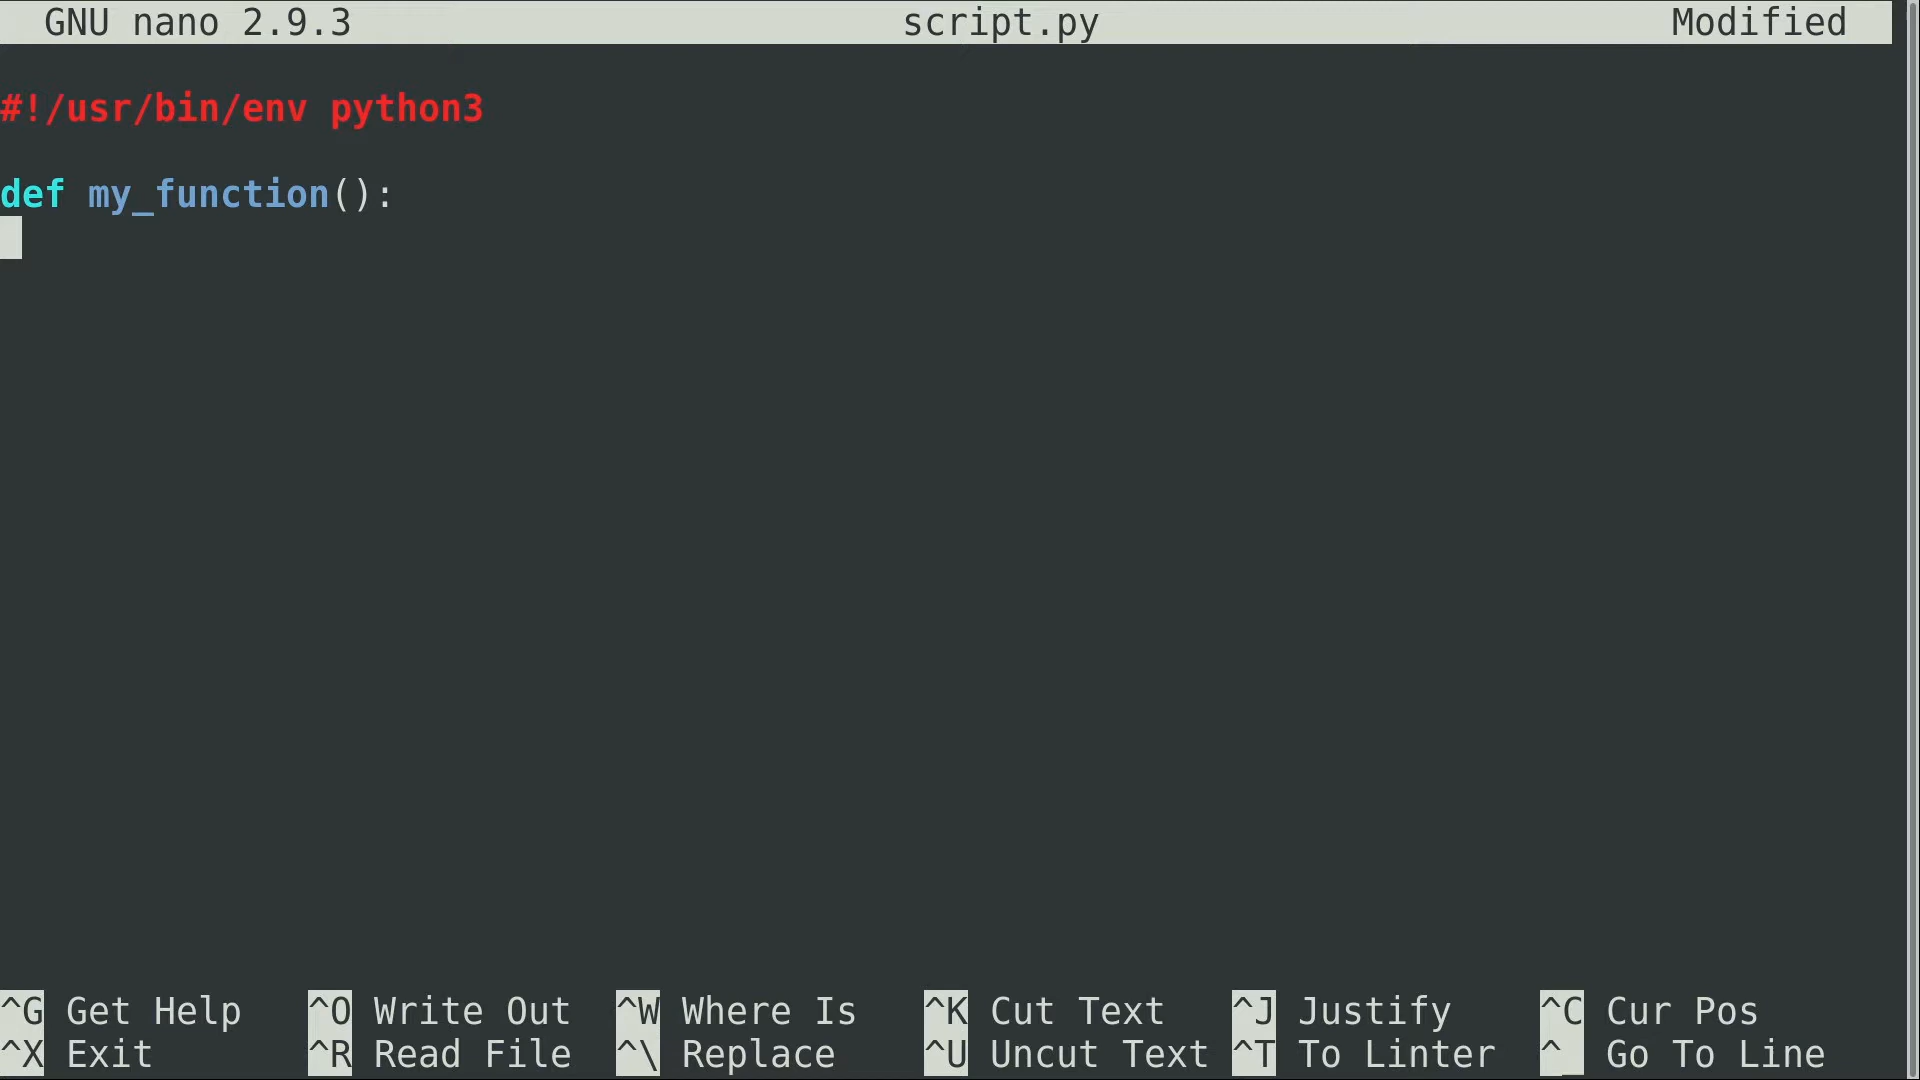 GNU nano 2.9.3 script.py Modified
#!/usr/bin/env python3
def my_function():
^G Get Help ^O Write Out ^W Where Is ^K Cut Text ^J Justify ^C Cur Pos
^X Exit ^R Read File ^\ Replace ^U Uncut Text ^T To Linter ^_ Go To Line